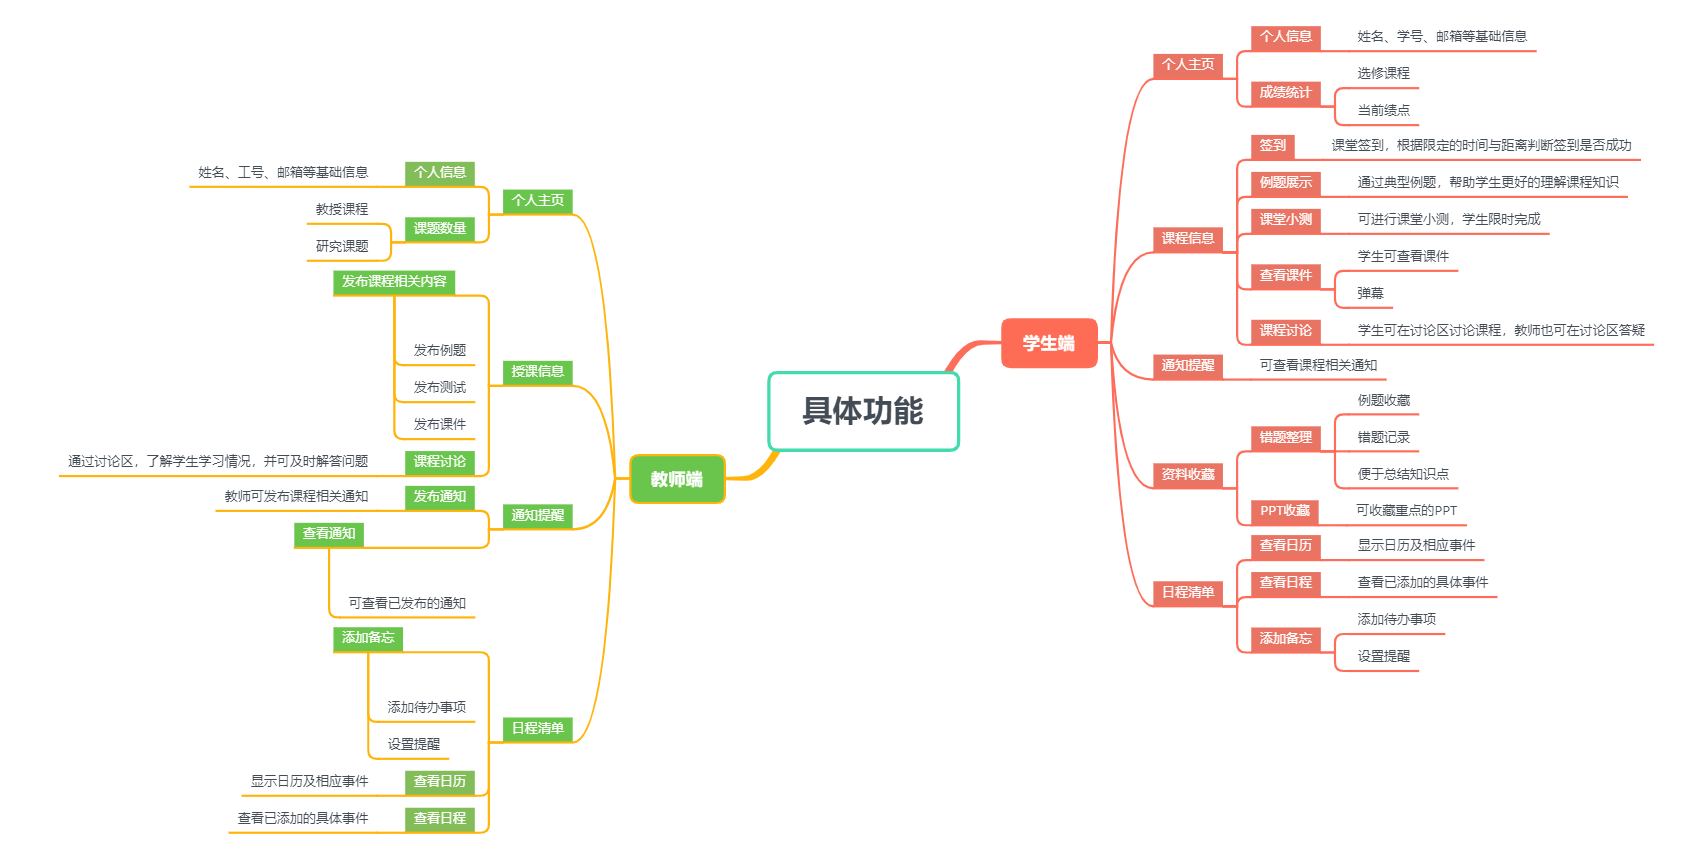 具体功能
学生端
个人主页
个人信息
姓名、学号、邮箱等基础信息
成绩统计
选修课程
当前绩点
课程信息
签到
课堂签到，根据限定的时间与距离判断签到是否成功
例题展示
通过典型例题，帮助学生更好的理解课程知识
课堂小测
可进行课堂小测，学生限时完成
查看课件
学生可查看课件
弹幕
课程讨论
学生可在讨论区讨论课程，教师也可在讨论区答疑
通知提醒
可查看课程相关通知
资料收藏
错题整理
例题收藏
错题记录
便于总结知识点
PPT收藏
可收藏重点的PPT
日程清单
查看日历
显示日历及相应事件
查看日程
查看已添加的具体事件
添加备忘
添加待办事项
设置提醒
教师端
个人主页
个人信息
姓名、工号、邮箱等基础信息
课题数量
教授课程
研究课题
授课信息
发布课程相关内容
发布例题
发布测试
发布课件
课程讨论
通过讨论区，了解学生学习情况，并可及时解答问题
通知提醒
发布通知
教师可发布课程相关通知
查看通知
可查看已发布的通知
日程清单
添加备忘
添加待办事项
设置提醒
查看日历
显示日历及相应事件
查看日程
查看已添加的具体事件